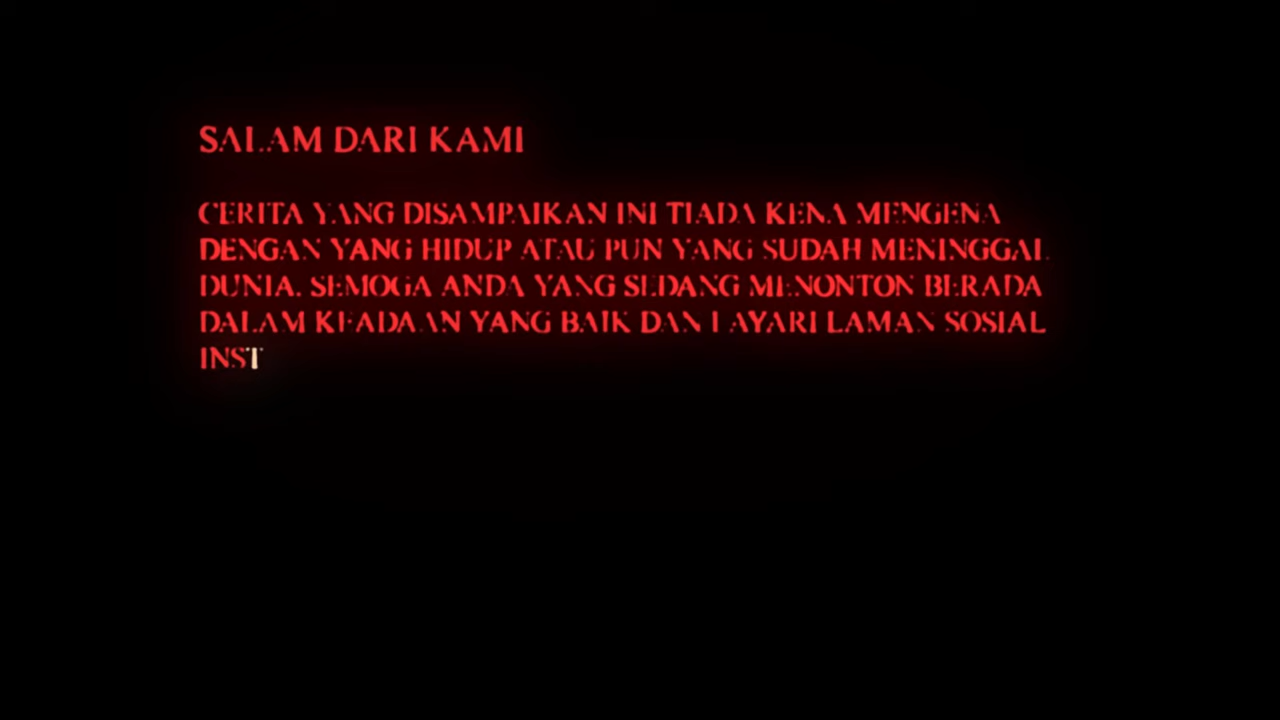 SALAM DARI KAMI
CERITA YANG DISAMPAIKAN INI TIADA KENA MENGENA
DENGAN YANG HIDUP ATAU PUN YANG SUDAH MENINGGAL
DUNIA. SEMOGA ANDA YANG SEDANG MENONTON BERADA
DALAM KEADAAN YANG BAIK DAN LAYARI LAMAN SOSIAL
INST